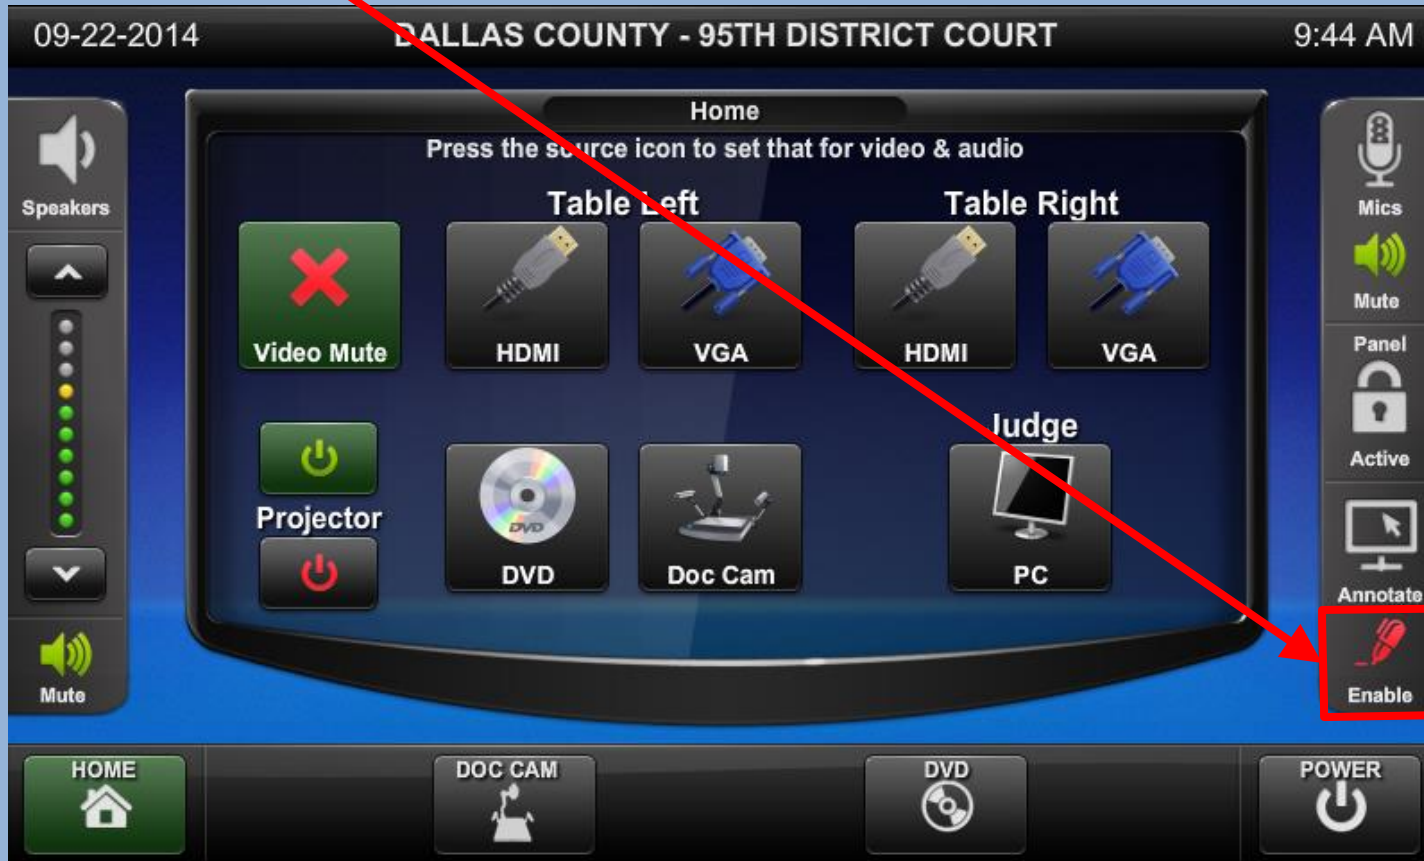 09-22-2014 DALLAS COUNTY - 95TH DISTRICT COURT 9:44 AM
Home
Press the source icon to set that for video & audio
Speakers
Mute
Table Left
Table Right
Video Mute
HDMI
VGA
HDMI
VGA
Projector
DVD
DVD
Doc Cam
Judge
PC
Mics
Mute
Panel
Active
Annotate
Enable
HOME
DOC CAM
DVD
POWER